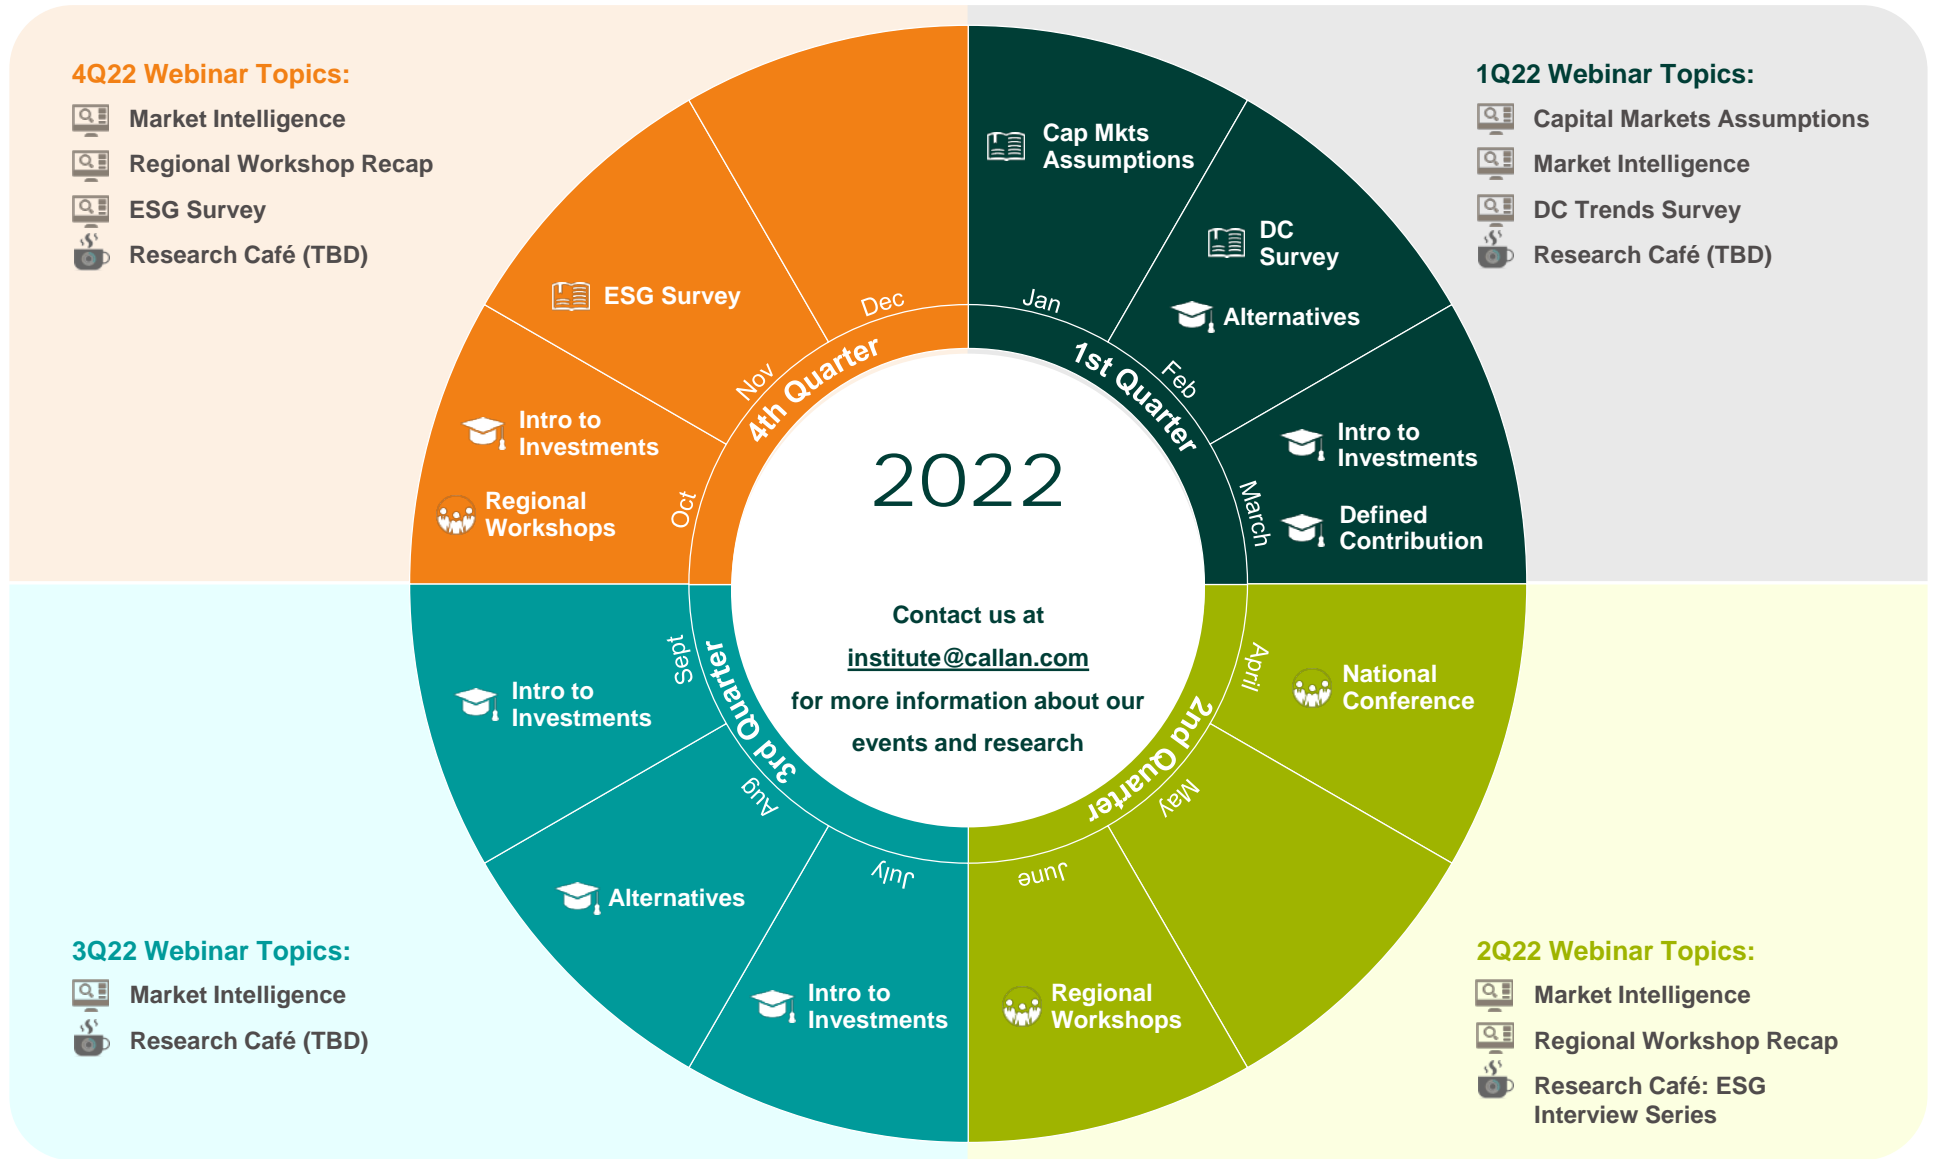 4Q22 Webinar Topics:
Market Intelligence
Regional Workshop Recap
ESG Survey
Research Café (TBD)
1Q22 Webinar Topics:
Capital Markets Assumptions
Market Intelligence
DC Trends Survey
Research Café (TBD)
Cap Mkts
Assumptions
Jan
DC
Survey
Alternatives
Feb
1st Quarter
Intro to
Investments
Defined
Contribution
March
National
Conference
April
May
2nd Quarter
Regional
Workshops
June
Intro to
Investments
July
Alternatives
Aug
3rd Quarter
Intro to
Investments
Sept
Intro to
Investments
Regional
Workshops
Oct
ESG Survey
Nov
4th Quarter
Dec
2022
Contact us at
institute@callan.com
for more information about our
events and research
3Q22 Webinar Topics:
Market Intelligence
Research Café (TBD)
2Q22 Webinar Topics:
Market Intelligence
Regional Workshop Recap
Research Café: ESG
Interview Series